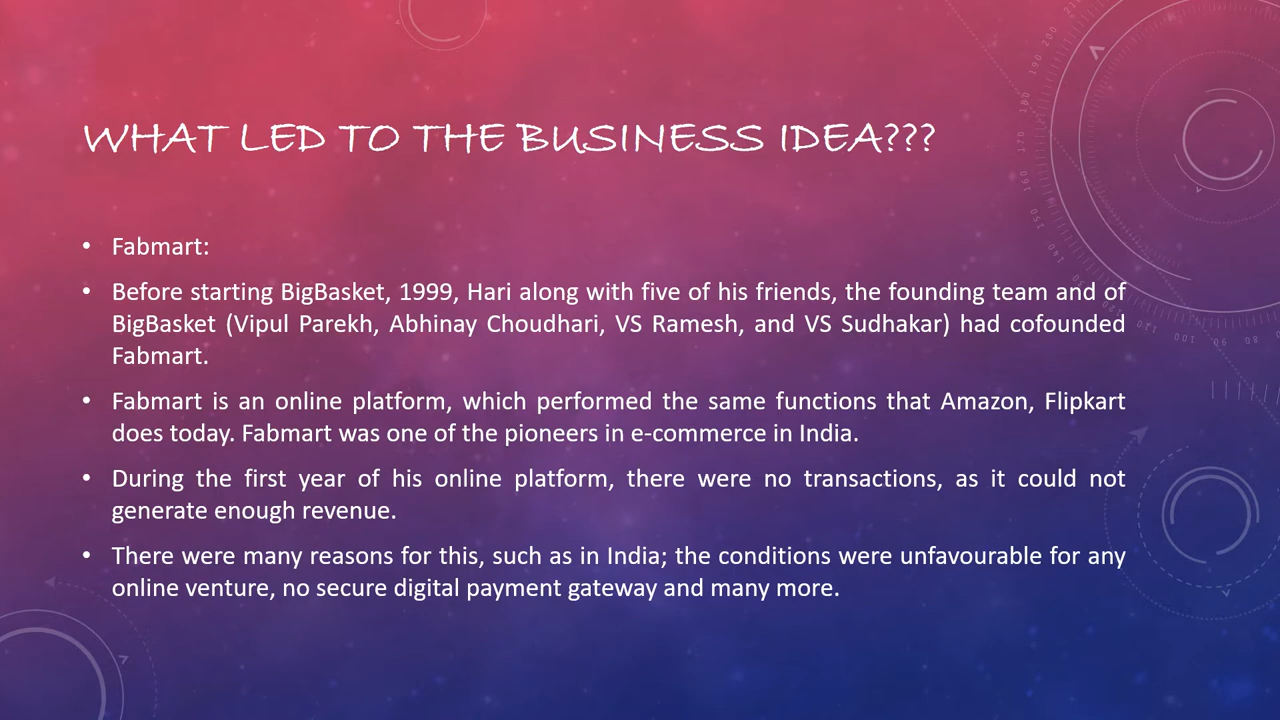 WHAT LED TO THE BUSINESS IDEA???
• Fabmart:
• Before starting BigBasket, 1999, Hari along with five of his friends, the founding team and of
BigBasket (Vipul Parekh, Abhinay Choudhari, VS Ramesh, and VS Sudhakar) had cofounded
Fabmart.
• Fabmart is an online platform, which performed the same functions that Amazon, Flipkart
does today. Fabmart was one of the pioneers in e-commerce in India.
• During the first year of his online platform, there were no transactions, as it could not
generate enough revenue.
• There were many reasons for this, such as in India; the conditions were unfavourable for any
online venture, no secure digital payment gateway and many more.